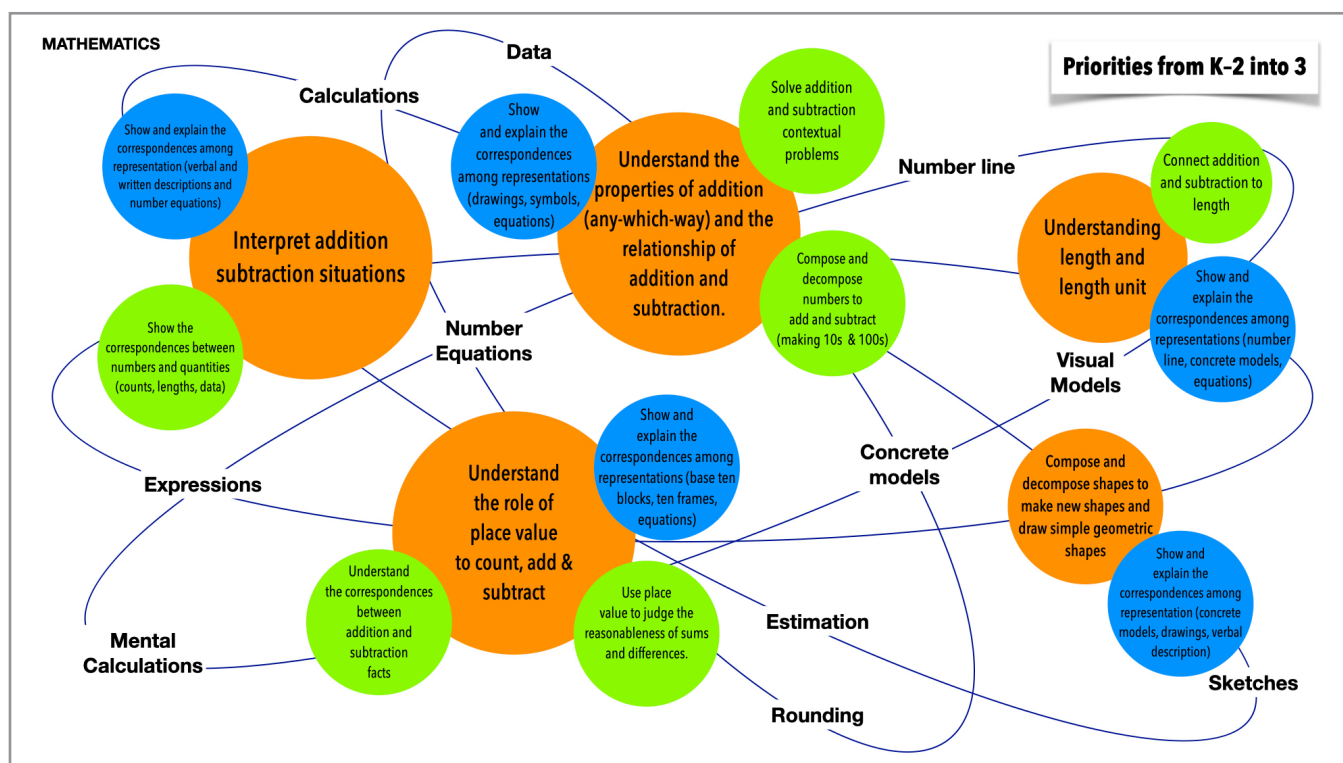 MATHEMATICS
Priorities from K–2 into 3
Data
Calculations
Show and explain the
correspondences among
representation (verbal and
written descriptions and
number equations)
Interpret addition
subtraction situations
Show the
correspondences between
numbers and quantities
(counts, lengths, data)
Show
and explain the
correspondences
among representations
(drawings, symbols,
equations)
Understand the
properties of addition
(any-which-way) and the
relationship of
addition and
subtraction.
Solve addition
and subtraction
contextual
problems
Compose and
decompose
numbers to
add and subtract
(making 10s & 100s)
Number line
Connect addition
and subtraction to
length
Understanding
length and
length unit
Show and
explain the
correspondences among
representations (number
line, concrete models,
equations)
Number
Equations
Visual
Models
Expressions
Understand
the role of
place value
to count, add &
subtract
Show and
explain the
correspondences among
representations (base ten
blocks, ten frames,
equations)
Concrete
models
Compose and
decompose shapes to
make new shapes and
draw simple geometric
shapes
Show and
explain the
correspondences among
representation (concrete
models, drawings, verbal
description)
Understand
the correspondences
between
addition and
subtraction
facts
Use place
value to judge the
reasonableness of sums
and differences.
Mental
Calculations
Estimation
Rounding
Sketches